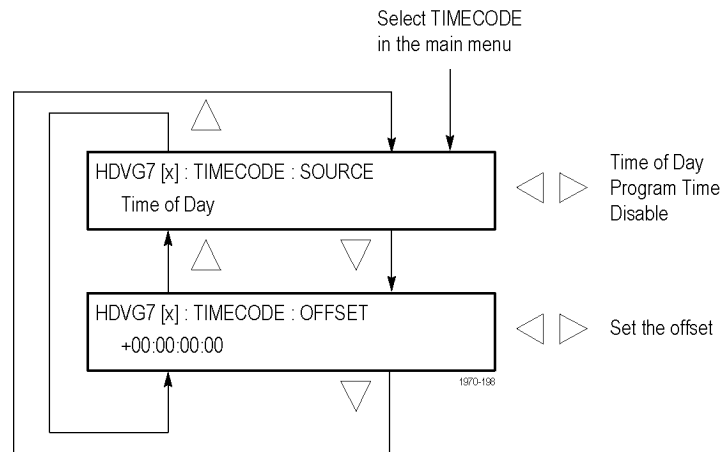 Select TIMECODE
in the main menu
HDVG7 [x] : TIMECODE : SOURCE
Time of Day
Time of Day
Program Time
Disable
HDVG7 [x] : TIMECODE : OFFSET
+00:00:00:00
Set the offset
1970-198